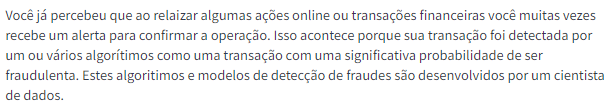 Você já percebeu que ao relaizar algumas ações online ou transações financeiras você muitas vezes
recebe um alerta para confirmar a operação. Isso acontece porque sua transação foi detectada por
um ou vários algorítimos como uma transação com uma significativa probabilidade de ser
fraudulenta. Estes algoritimos e modelos de detecção de fraudes são desenvolvidos por um cientista
de dados.